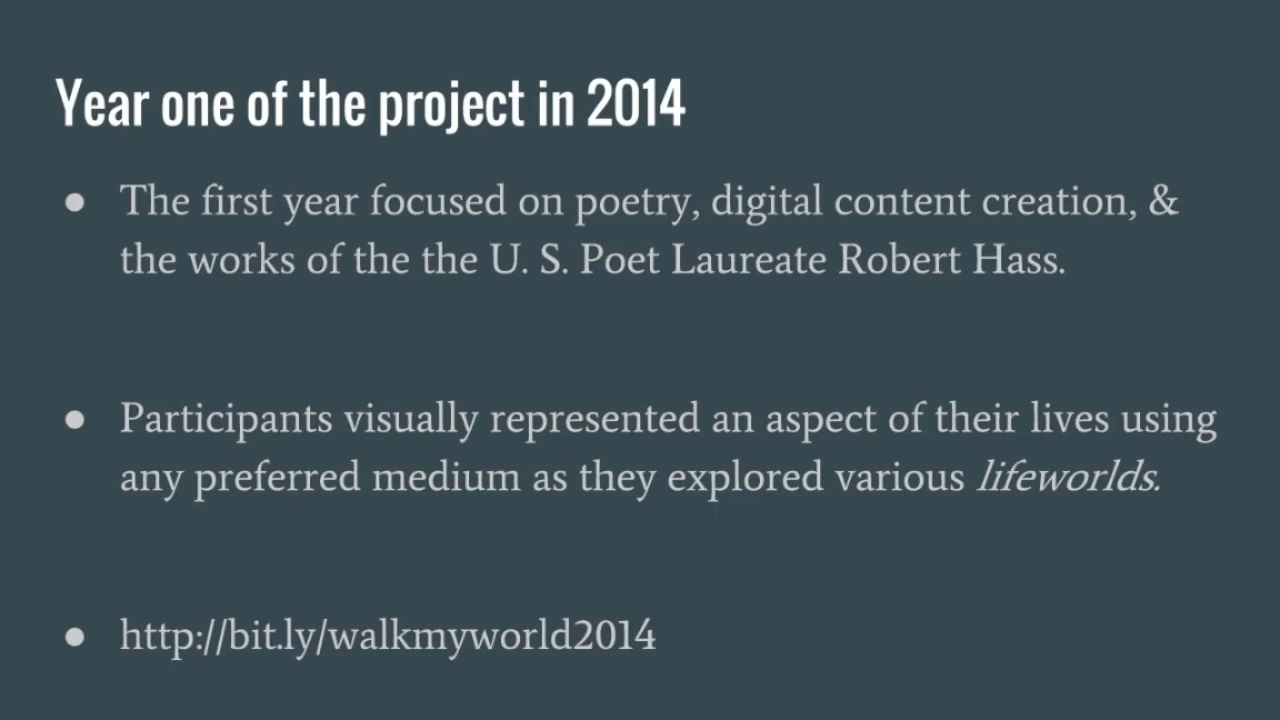 Year one of the project in 2014
● The first year focused on poetry, digital content creation, &
the works of the the U. S. Poet Laureate Robert Hass.
● Participants visually represented an aspect of their lives using
any preferred medium as they explored various lifeworlds.
● http://bit.ly/walkmyworld2014